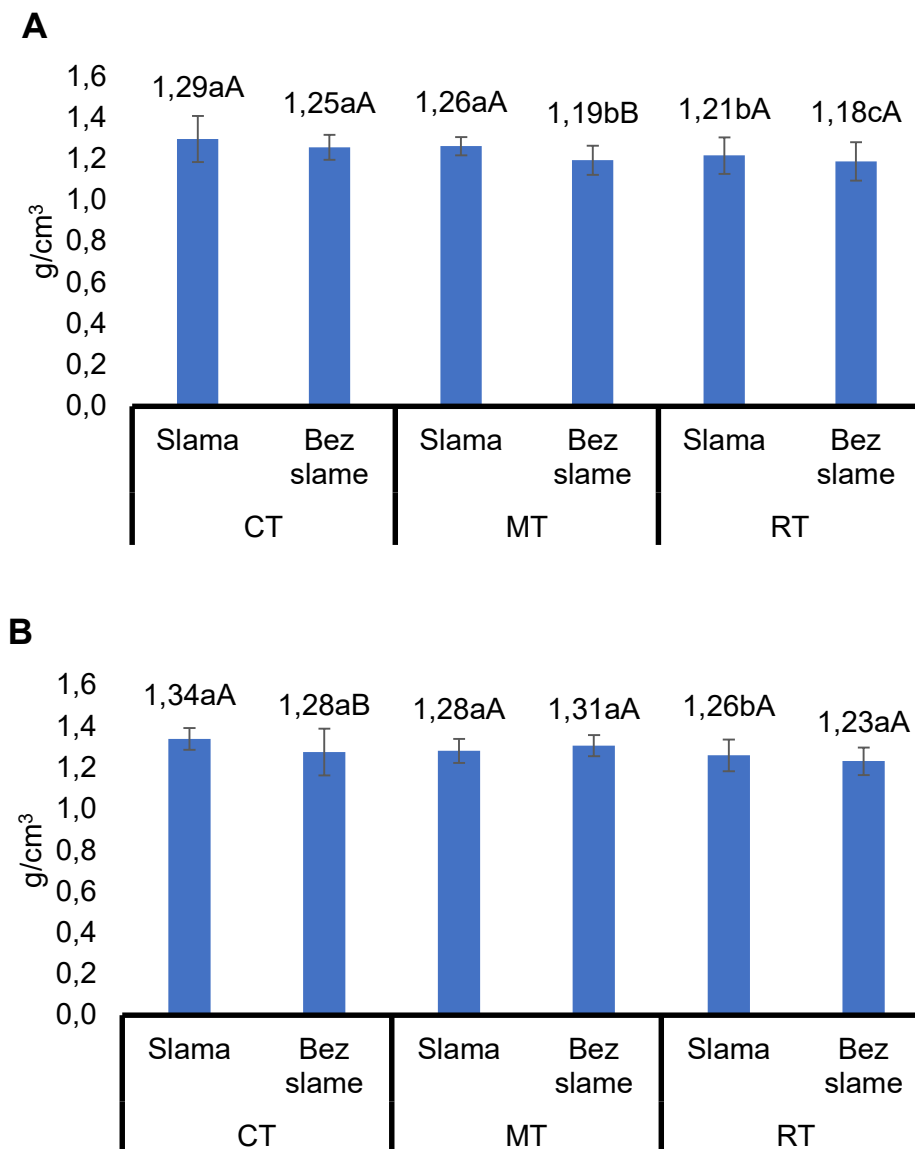 A
1,6
1,4
1,2
1,0
0,8
0,6
0,4
0,2
0,0
g/cm³
1,29aA 1,25aA 1,26aA 1,19bB 1,21bA 1,18cA
Slama Bez slame Slama Bez slame Slama Bez slame
CT MT RT
B
1,6
1,4
1,2
1,0
0,8
0,6
0,4
0,2
0,0
g/cm³
1,34aA 1,28aB 1,28aA 1,31aA 1,26bA 1,23aA
Slama Bez slame Slama Bez slame Slama Bez slame
CT MT RT